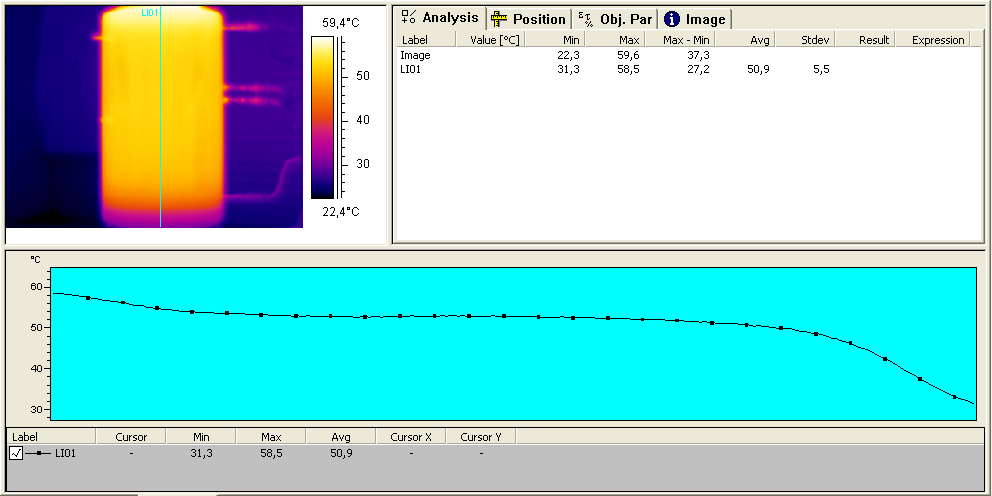 LI01
59,4°C
50
40
30
22,4°C
Analysis Position Obj. Par Image
Label Value [°C] Min Max Max - Min Avg Stdev Result Expression
Image 22,3 59,6 37,3
LI01 31,3 58,5 27,2 50,9 5,5
°C
60
50
40
30
Label Cursor Min Max Avg Cursor X Cursor Y
LI01 - 31,3 58,5 50,9 - -